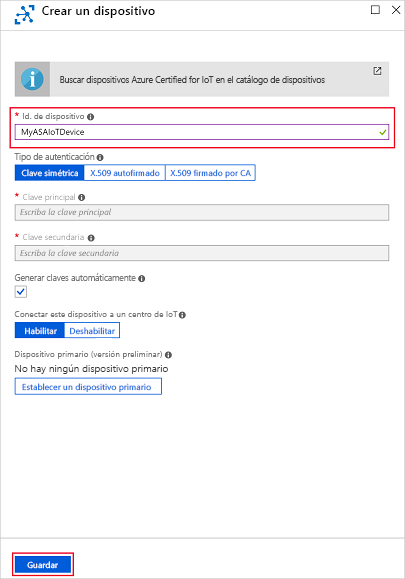 Crear un dispositivo
Buscar dispositivos Azure Certified for IoT en el catálogo de dispositivos
* Id. de dispositivo
MyASAIoTDevice
Tipo de autenticación
Clave simétrica X.509 autofirmado X.509 firmado por CA
* Clave principal
Escriba la clave principal
* Clave secundaria
Escriba la clave secundaria
Generar claves automáticamente
Conectar este dispositivo a un centro de IoT
Habilitar Deshabilitar
Dispositivo primario (versión preliminar)
No hay ningún dispositivo primario
Establecer un dispositivo primario
Guardar